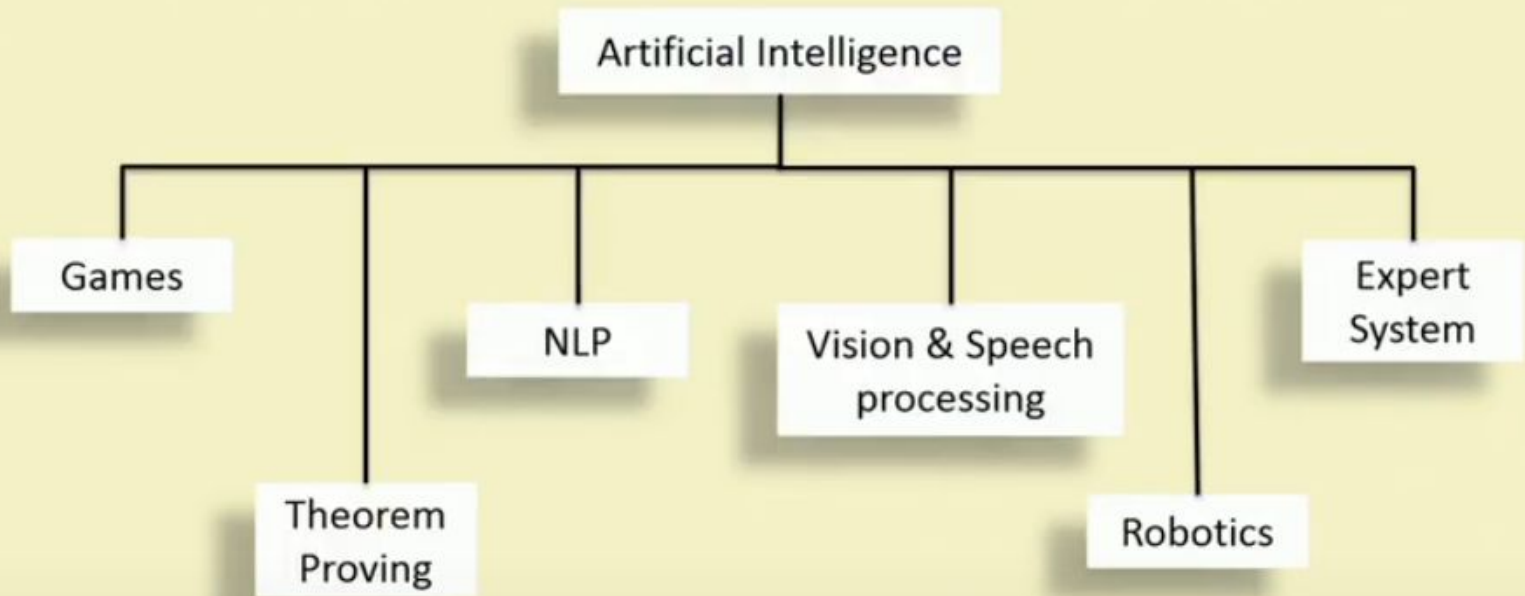 Artificial Intelligence
Games
NLP
Vision & Speech
processing
Expert
System
Theorem
Proving
Robotics